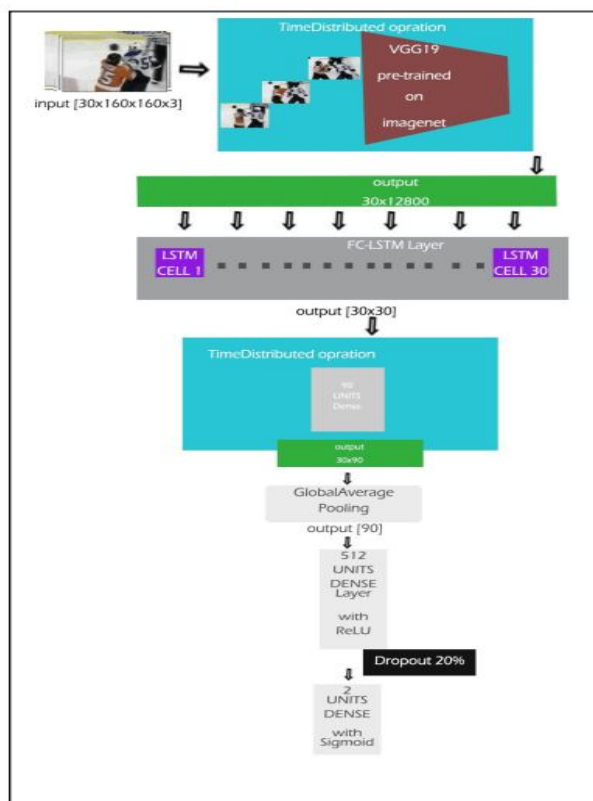 TimeDistributed opration
VGG19
pre-trained
on
imagenet
input [30x160x160x3]
output
30x12800
FC-LSTM Layer
LSTM
CELL 1
LSTM
CELL 30
output [30x30]
TimeDistributed opration
90
UNITS
Dense
output
30x90
GlobalAverage
Pooling
output [90]
512
UNITS
DENSE
Layer
with
ReLU
Dropout 20%
2
UNITS
DENSE
with
Sigmoid